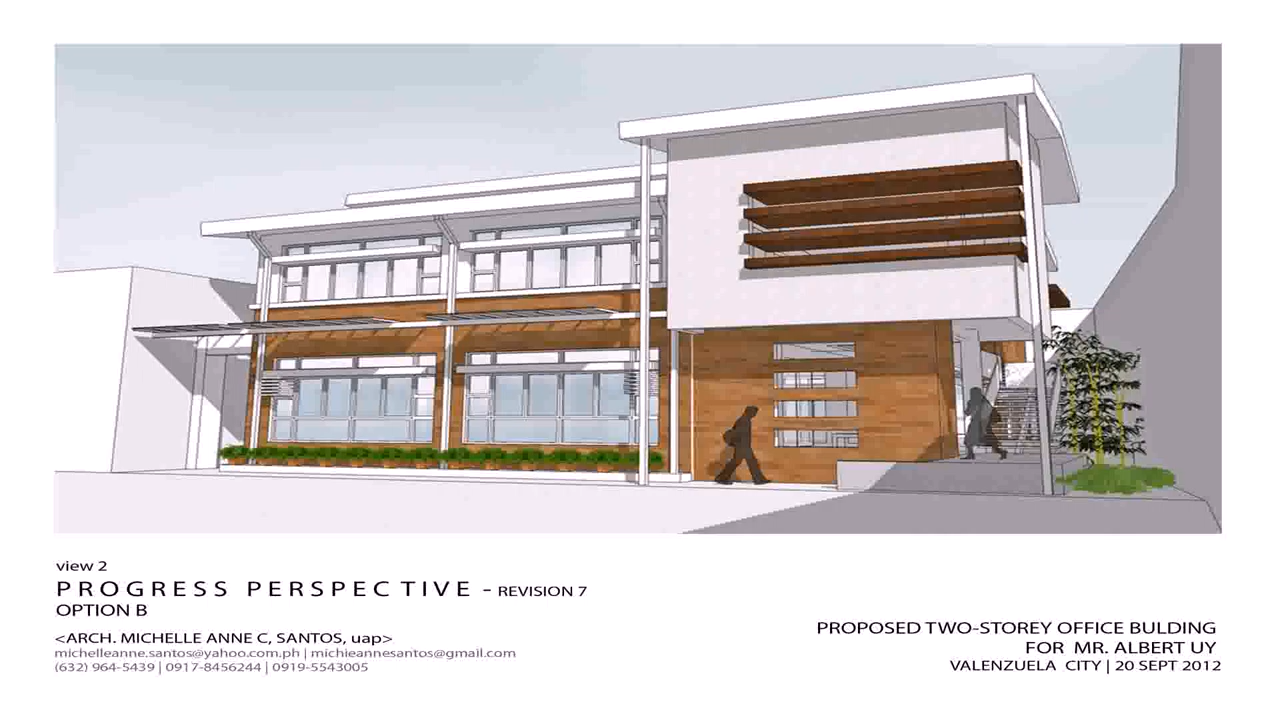 view 2
PROGRESS PERSPECTIVE - REVISION 7
OPTION B
<ARCH. MICHELLE ANNE C, SANTOS, uap>
michelleanne.santos@yahoo.com.ph | michieannesantos@gmail.com
(632) 964-5439 | 0917-8456244 | 0919-5543005
PROPOSED TWO-STOREY OFFICE BULDING
FOR MR. ALBERT UY
VALENZUELA CITY | 20 SEPT 2012